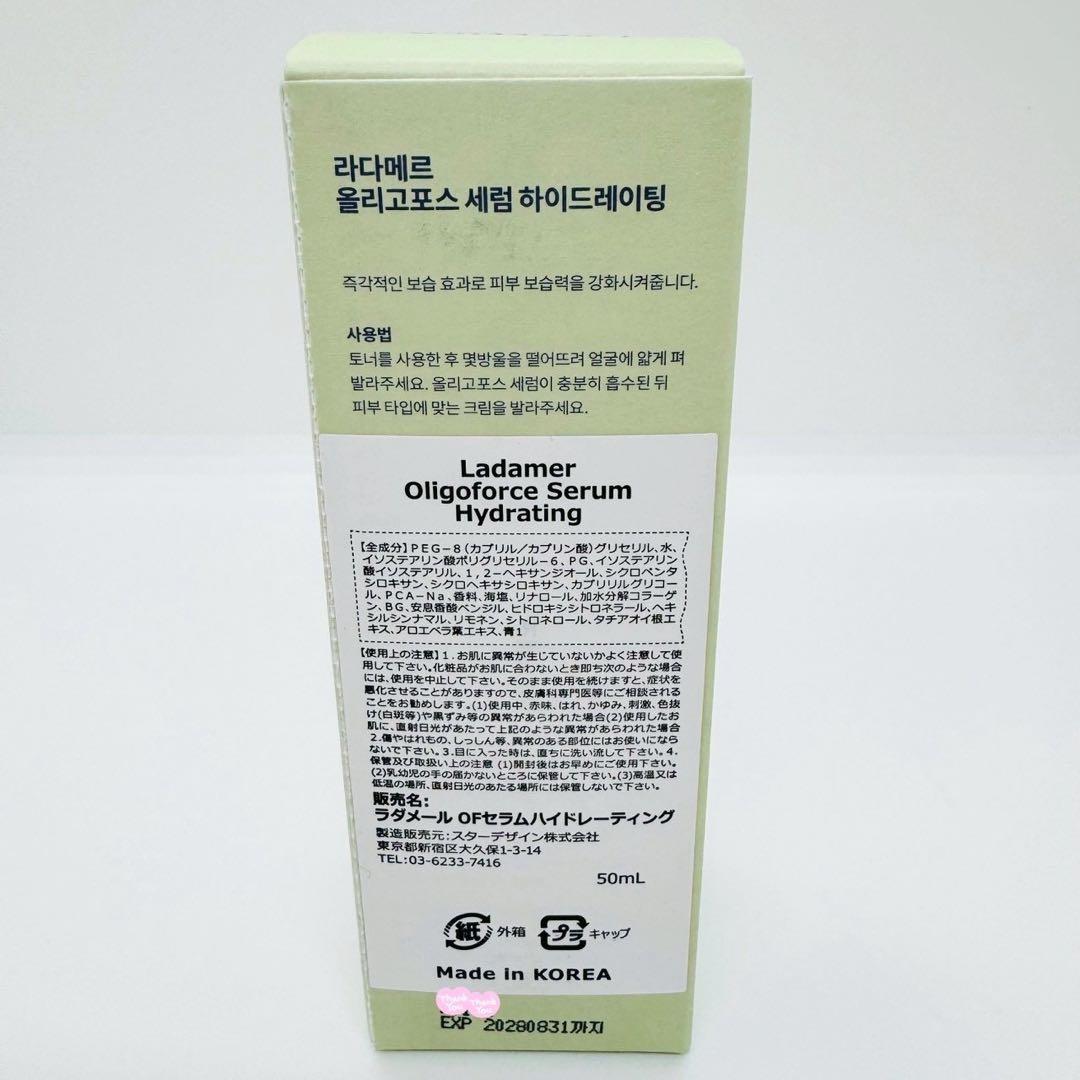 라다메르
올리고포스 세럼 하이드레이팅
즉각적인 보습 효과로 피부 보습력을 강화시켜줍니다.
사용법
토너를 사용한 후 몇방울을 떨어뜨려 얼굴에 얇게 펴
발라주세요. 올리고포스 세럼이 충분히 흡수된 뒤
피부 타입에 맞는 크림을 발라주세요.
Ladamer
Oligoforce Serum
Hydrating
【全成分】PEG-8(カプリル/カプリン酸)グリセリル、水、
イソステアリン酸ポリグリセリル-6、PG、イソステアリン
酸イソステアリル、1,2-ヘキサンジオール、シクロペンタ
シロキサン、シクロヘキサシロキサン、カプリリルグリコー
ル、PCA-Na、香料、海塩、リナロール、加水分解コラーゲ
ン、BG、安息香酸ベンジル、ヒドロキシシトロネラール、ヘキ
シルシンナマル、リモネン、シトロネロール、タチアオイ根エ
キス、アロエベラ葉エキス、青1
【使用上の注意】1.お肌に異常が生じていないかよく注意して使
用して下さい。化粧品がお肌に合わないとき即ち次のような場合
には、使用を中止して下さい。そのまま使用を続けますと、症状を
悪化させることがありますので、皮膚科専門医等にご相談される
ことをお勧めします。(1)使用中、赤味、はれ、かゆみ、刺激、色抜
け(白斑等)や黒ずみ等の異常があらわれた場合(2)使用したお
肌に、直射日光があたって上記のような異常があらわれた場合
2.傷やはれもの、しっしん等、異常のある部位にはお使いになら
ないで下さい。3.目に入った時は、直ちに洗い流して下さい。4.
保管及び取扱い上の注意 (1)開封後はお早めにご使用下さい。
(2)乳幼児の手の届かないところに保管して下さい。(3)高温又は
低温の場所、直射日光のあたる場所には保管しないで下さい。
販売名:
ラダメール OFセラムハイドレーティング
製造販売元:スターデザイン株式会社
東京都新宿区大久保1-3-14
TEL:03-6233-7416
50mL
紙 外箱 プラ キャップ
Made in KOREA
Thank You Thank You
EXP 20280831까지